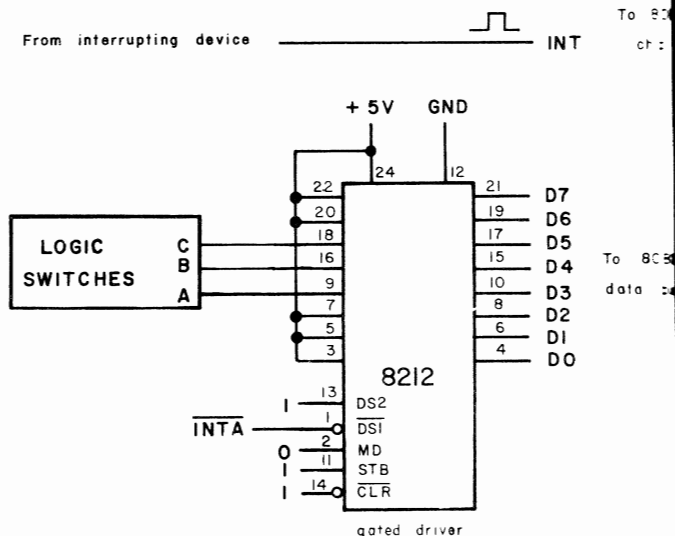 From interrupting device
INT
To
+ 5V
GND
24
12
22
20
18
16
9
7
5
3
21
D7
19
D6
17
D5
15
D4
10
D3
8
D2
6
D1
4
D0
LOGIC
SWITCHES
C
B
A
To
data
8212
1
13
DS2
INTA
1
DS1
0
2
MD
1
11
STB
1
14
CLR
gated driver